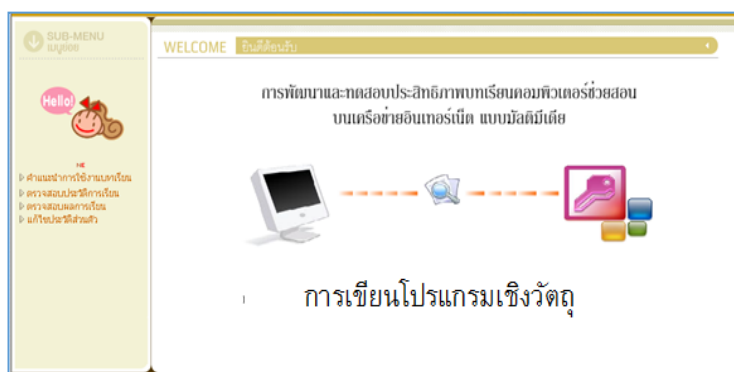 SUB-MENU
เมนูย่อย
Hello!
ME
คำแนะนำการใช้งานบทเรียน
ตรวจสอบประวัติการเรียน
ตรวจสอบผลการเรียน
แก้ไขประวัติส่วนตัว
WELCOME ยินดีต้อนรับ
การพัฒนาและทดสอบประสิทธิภาพบทเรียนคอมพิวเตอร์ช่วยสอน
บนเครือข่ายอินเทอร์เน็ต แบบมัลติมีเดีย
การเขียนโปรแกรมเชิงวัตถุ